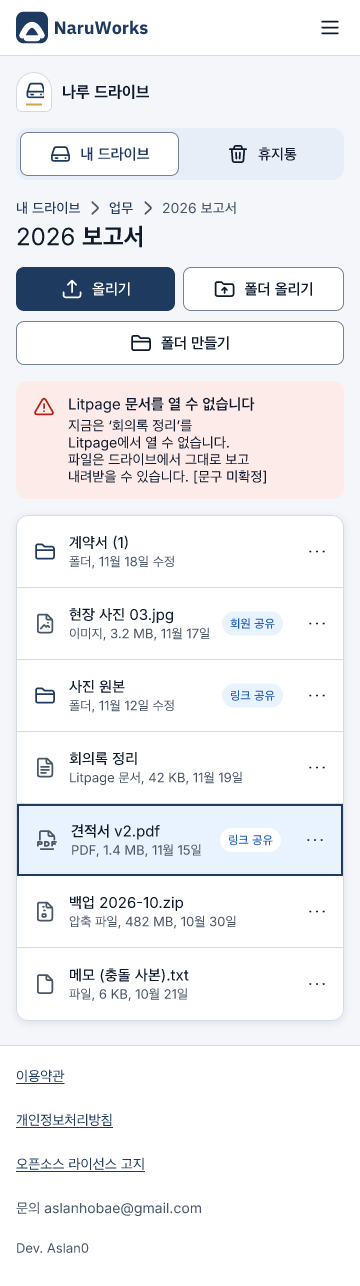 NaruWorks
나루 드라이브
내 드라이브
휴지통
내 드라이브 > 업무 > 2026 보고서
2026 보고서
올리기
폴더 올리기
폴더 만들기
Litpage 문서를 열 수 없습니다
지금은 ‘회의록 정리’를
Litpage에서 열 수 없습니다.
파일은 드라이브에서 그대로 보고
내려받을 수 있습니다. [문구 미확정]
계약서 (1)
폴더, 11월 18일 수정
현장 사진 03.jpg
이미지, 3.2 MB, 11월 17일
회원 공유
사진 원본
폴더, 11월 12일 수정
링크 공유
회의록 정리
Litpage 문서, 42 KB, 11월 19일
PDF
견적서 v2.pdf
PDF, 1.4 MB, 11월 15일
링크 공유
백업 2026-10.zip
압축 파일, 482 MB, 10월 30일
메모 (충돌 사본).txt
파일, 6 KB, 10월 21일
이용약관
개인정보처리방침
오픈소스 라이선스 고지
문의 aslanhobae@gmail.com
Dev. Aslan0